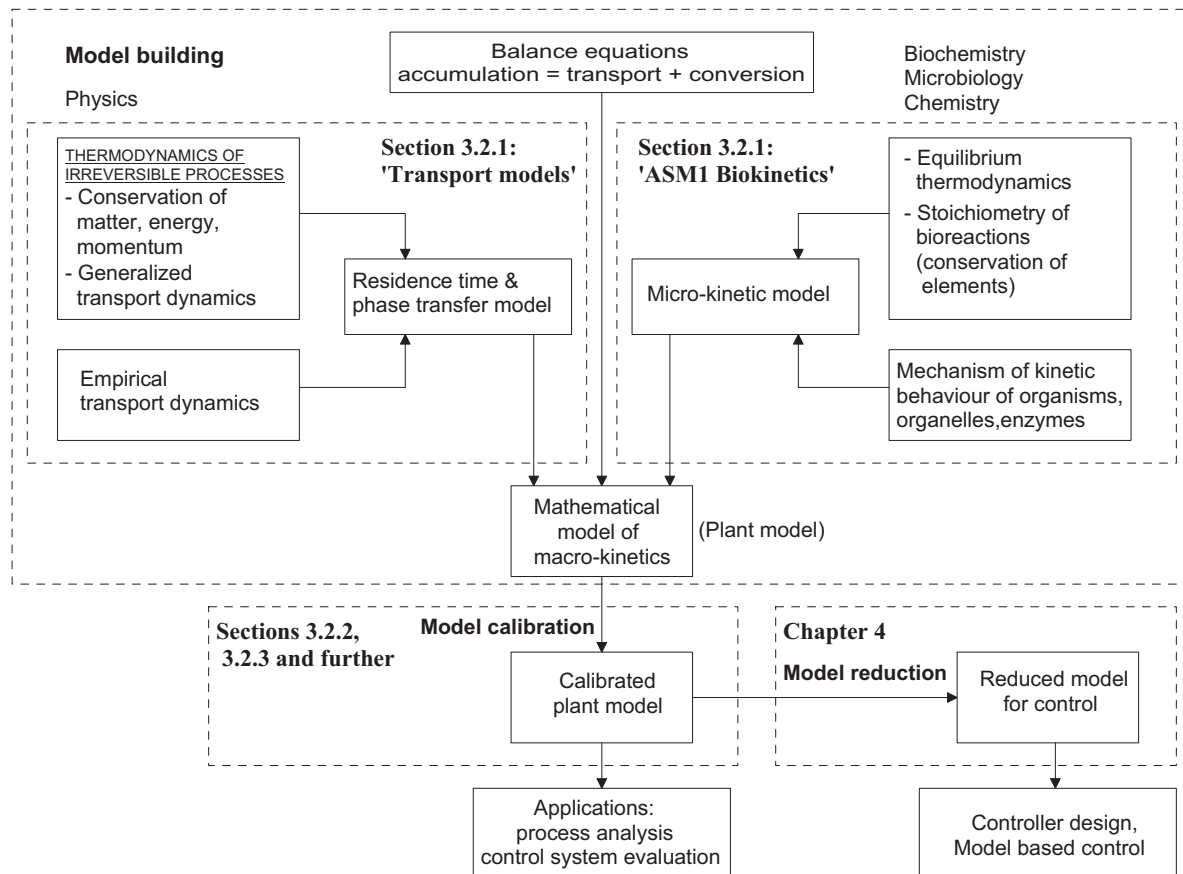 Model building
Physics
Balance equations
accumulation = transport + conversion
Biochemistry
Microbiology
Chemistry
Section 3.2.1:
'Transport models'
THERMODYNAMICS OF
IRREVERSIBLE PROCESSES
- Conservation of
matter, energy,
momentum
- Generalized
transport dynamics
Residence time &
phase transfer model
Empirical
transport dynamics
Section 3.2.1:
'ASM1 Biokinetics'
- Equilibrium
thermodynamics
- Stoichiometry of
bioreactions
(conservation of
elements)
Micro-kinetic model
Mechanism of kinetic
behaviour of organisms,
organelles,enzymes
Mathematical
model of
macro-kinetics
(Plant model)
Sections 3.2.2,
3.2.3 and further
Model calibration
Calibrated
plant model
Chapter 4
Model reduction
Reduced model
for control
Applications:
process analysis
control system evaluation
Controller design,
Model based control